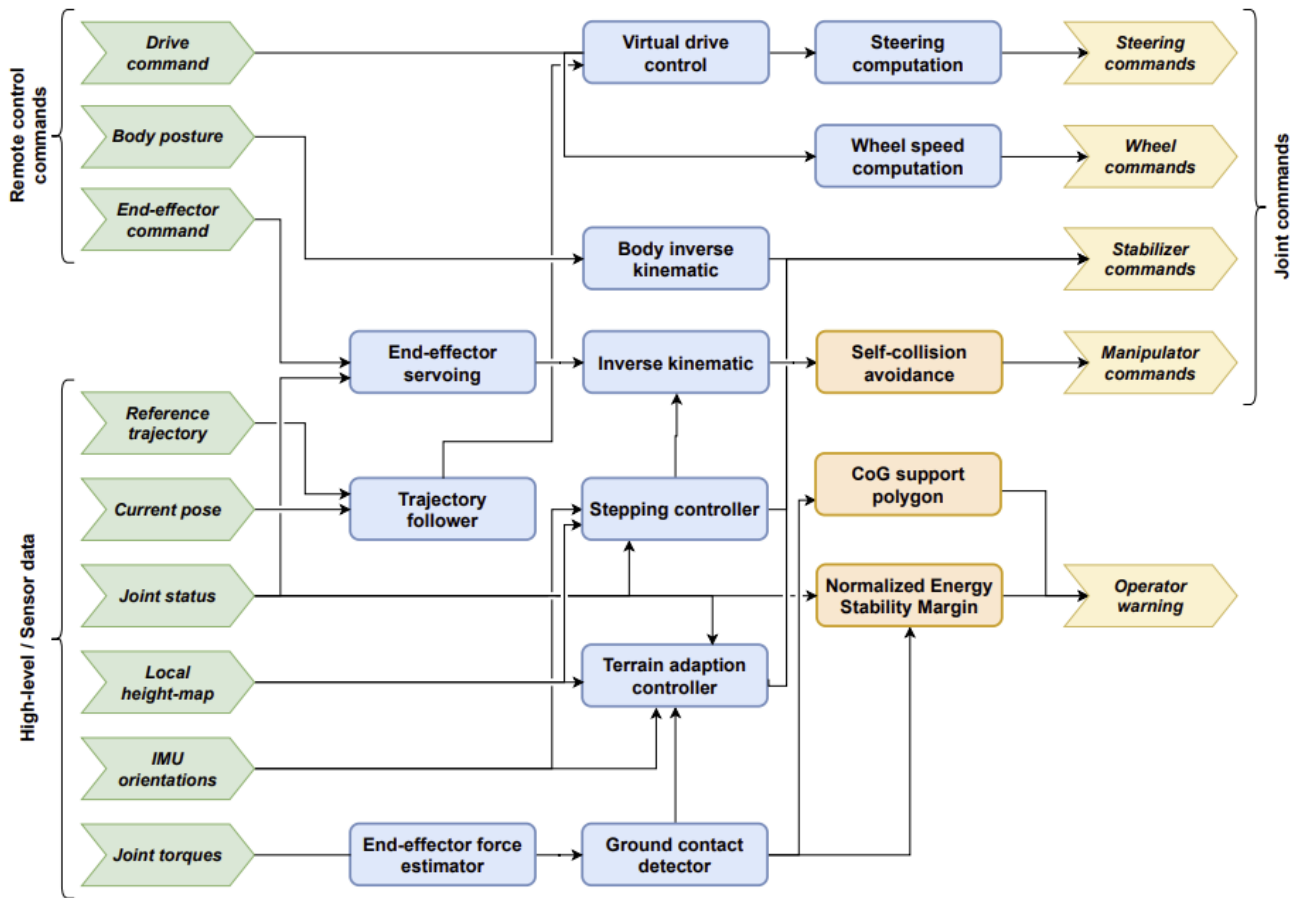 Remote control
commands
Drive
command
Body posture
End-effector
command
Virtual drive
control
Steering
computation
Steering
commands
Wheel speed
computation
Wheel
commands
Body inverse
kinematic
Stabilizer
commands
Joint commands
End-effector
servoing
Inverse kinematic
Self-collision
avoidance
Manipulator
commands
High-level / Sensor data
Reference
trajectory
Current pose
Trajectory
follower
Stepping controller
CoG support
polygon
Joint status
Normalized Energy
Stability Margin
Operator
warning
Local
height-map
Terrain adaption
controller
IMU
orientations
Joint torques
End-effector force
estimator
Ground contact
detector